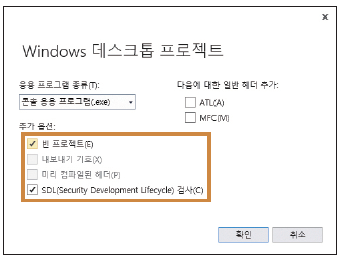 x
Windows 데스크톱 프로젝트
응용 프로그램 종류(T):
콘솔 응용 프로그램(.exe)
다음에 대한 일반 헤더 추가:
ATL(A)
MFC(M)
추가 옵션:
빈 프로젝트(E)
내보내기 기호(X)
미리 컴파일된 헤더(P)
SDL(Security Development Lifecycle) 검사(C)
확인
취소